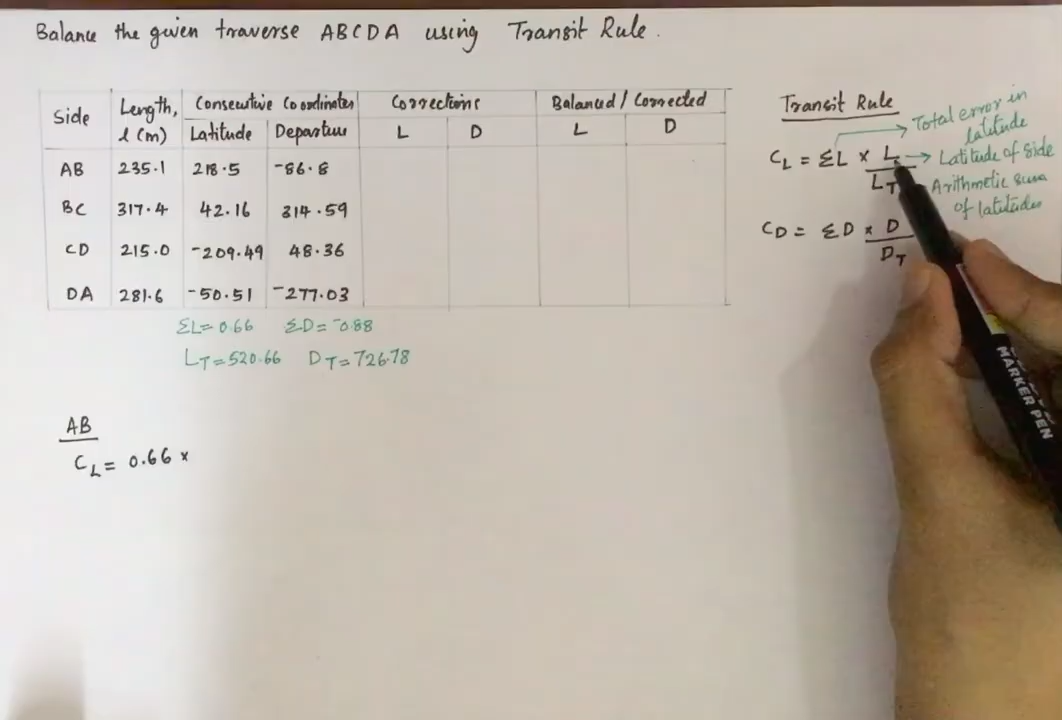 Balance the given traverse ABCDA using Transit Rule.
Side Length, l (m) Consecutive Coordinates Corrections Balanced / Corrected
Latitude Departure L D L D
AB 235.1 218.5 -86.8
BC 317.4 42.16 314.59
CD 215.0 -209.49 48.36
DA 281.6 -50.51 -277.03
ΣL= 0.66 ΣD= -0.88
LT=520.66 DT=726.78
AB
CL= 0.66 ×
Transit Rule
Total error in latitude
CL = ΣL × L/LT
Latitude of side
Arithmetic sum of latitudes
CD = ΣD × D/DT
MARKER PEN